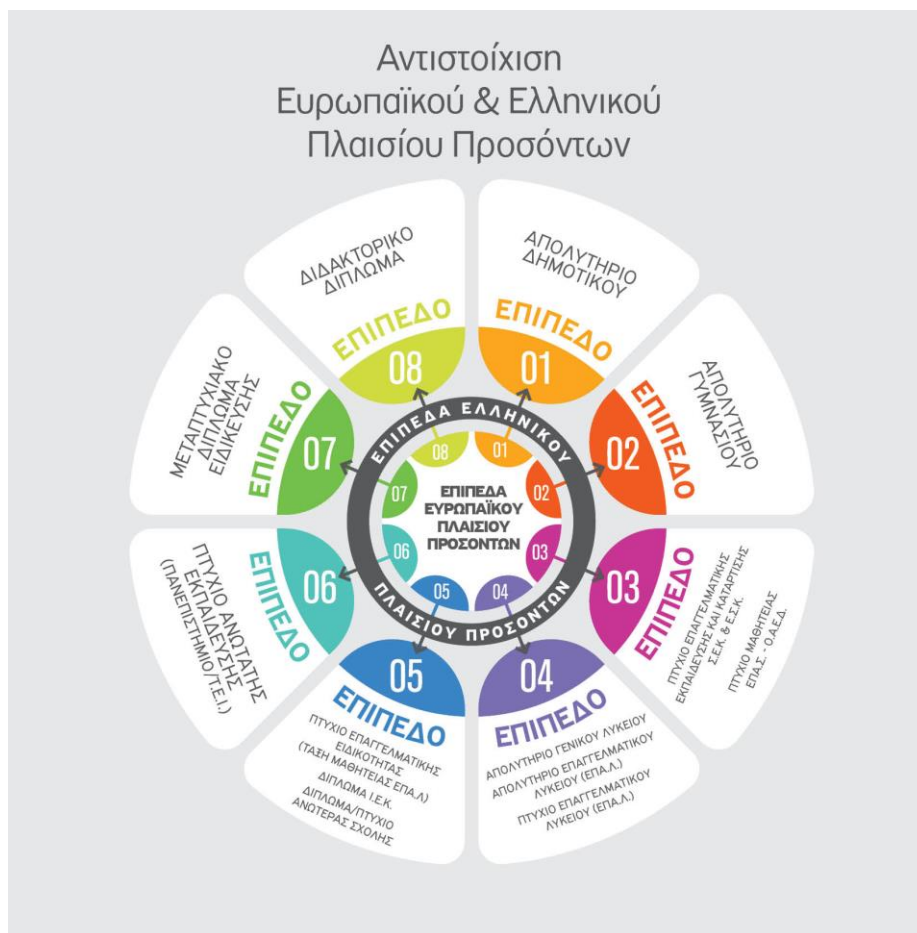 Αντιστοίχιση
Ευρωπαϊκού & Ελληνικού
Πλαισίου Προσόντων
ΑΠΟΛΥΤΗΡΙΟ
ΔΗΜΟΤΙΚΟΥ
ΕΠΙΠΕΔΟ
01
ΑΠΟΛΥΤΗΡΙΟ
ΓΥΜΝΑΣΙΟΥ
ΕΠΙΠΕΔΟ
02
ΠΤΥΧΙΟ ΕΠΑΓΓΕΛΜΑΤΙΚΗΣ
ΕΚΠΑΙΔΕΥΣΗΣ ΚΑΙ ΚΑΤΑΡΤΙΣΗΣ
Σ.Ε.Κ. & Ε.Σ.Κ.
ΠΤΥΧΙΟ ΜΑΘΗΤΕΙΑΣ
ΕΠΑ.Σ. - Ο.Α.Ε.Δ.
ΕΠΙΠΕΔΟ
03
04
ΕΠΙΠΕΔΟ
ΑΠΟΛΥΤΗΡΙΟ ΓΕΝΙΚΟΥ ΛΥΚΕΙΟΥ
ΑΠΟΛΥΤΗΡΙΟ ΕΠΑΓΓΕΛΜΑΤΙΚΟΥ
ΛΥΚΕΙΟΥ (ΕΠΑ.Λ.)
ΠΤΥΧΙΟ ΕΠΑΓΓΕΛΜΑΤΙΚΟΥ
ΛΥΚΕΙΟΥ (ΕΠΑ.Λ.)
05
ΕΠΙΠΕΔΟ
ΠΤΥΧΙΟ ΕΠΑΓΓΕΛΜΑΤΙΚΗΣ
ΕΙΔΙΚΟΤΗΤΑΣ
(ΤΑΞΗ ΜΑΘΗΤΕΙΑΣ ΕΠΑ.Λ)
ΔΙΠΛΩΜΑ Ι.Ε.Κ.
ΔΙΠΛΩΜΑ/ΠΤΥΧΙΟ
ΑΝΩΤΕΡΑΣ ΣΧΟΛΗΣ
ΠΤΥΧΙΟ ΑΝΩΤΑΤΗΣ
ΕΚΠΑΙΔΕΥΣΗΣ
(ΠΑΝΕΠΙΣΤΗΜΙΟ/Τ.Ε.Ι.)
ΕΠΙΠΕΔΟ
06
ΜΕΤΑΠΤΥΧΙΑΚΟ
ΔΙΠΛΩΜΑ
ΕΙΔΙΚΕΥΣΗΣ
ΕΠΙΠΕΔΟ
07
ΔΙΔΑΚΤΟΡΙΚΟ
ΔΙΠΛΩΜΑ
ΕΠΙΠΕΔΟ
08
ΕΠΙΠΕΔΑ ΕΛΛΗΝΙΚΟΥ
ΠΛΑΙΣΙΟΥ ΠΡΟΣΟΝΤΩΝ
01
02
03
04
05
06
07
08
ΕΠΙΠΕΔΑ
ΕΥΡΩΠΑΪΚΟΥ
ΠΛΑΙΣΙΟΥ
ΠΡΟΣΟΝΤΩΝ